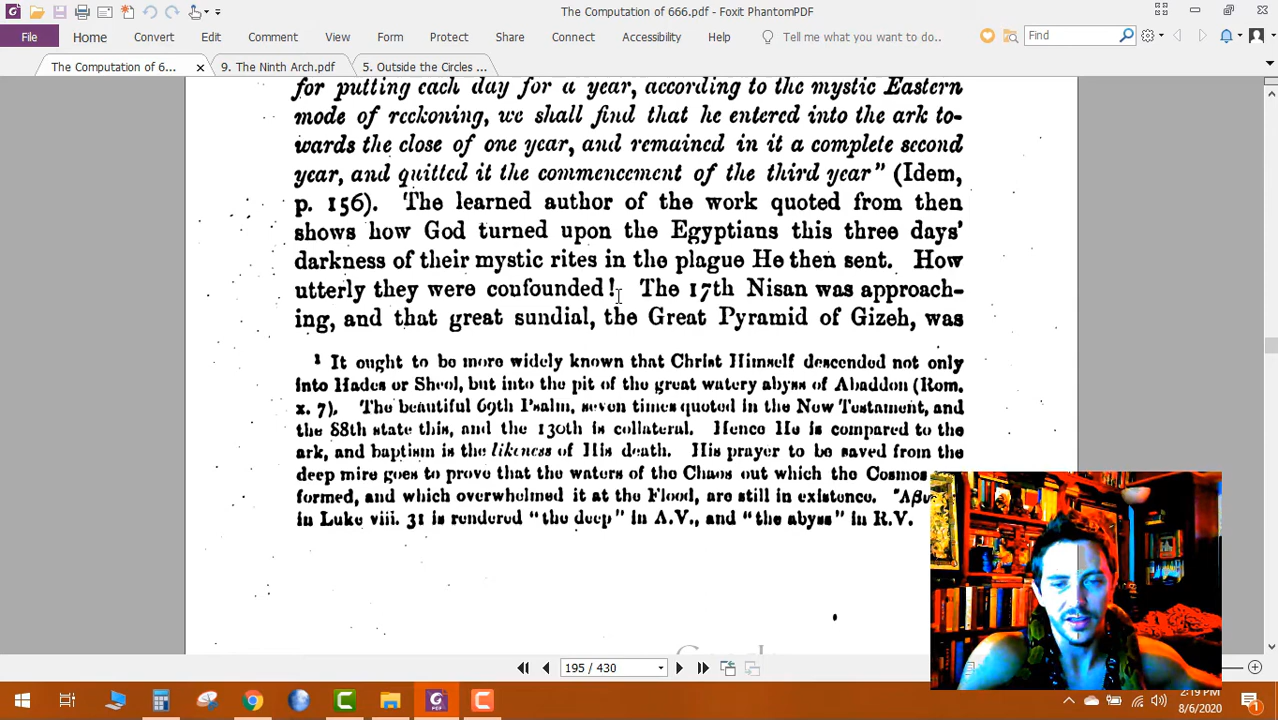 The Computation of 666.pdf - Foxit PhantomPDF
File Home Convert Edit Comment View Form Protect Share Connect Accessibility Help Tell me what you want to do.. Find
The Computation of 6... 9. The Ninth Arch.pdf 5. Outside the Circles ...
for putting each day for a year, according to the mystic Eastern
mode of reckoning, we shall find that he entered into the ark to-
wards the close of one year, and remained in it a complete second
year, and quitted it the commencement of the third year" (Idem,
p. 156). The learned author of the work quoted from then
shows how God turned upon the Egyptians this three days'
darkness of their mystic rites in the plague He then sent. How
utterly they were confounded! The 17th Nisan was approach-
ing, and that great sundial, the Great Pyramid of Gizeh, was
1 It ought to be more widely known that Christ Himself descended not only
into Hades or Sheol, but into the pit of the great watery abyss of Abaddon (Rom.
x. 7). The beautiful 69th Psalm, seven times quoted in the New Testament, and
the 88th state this, and the 130th is collateral. Hence He is compared to the
ark, and baptism is the likeness of His death. His prayer to be saved from the
deep mire goes to prove that the waters of the Chaos out which the Cosmos
formed, and which overwhelmed it at the Flood, are still in existence.
in Luke viii. 31 is rendered "the deep" in A.V., and "the abyss" in R.V.
195 / 430
2:19 PM
8/6/2020